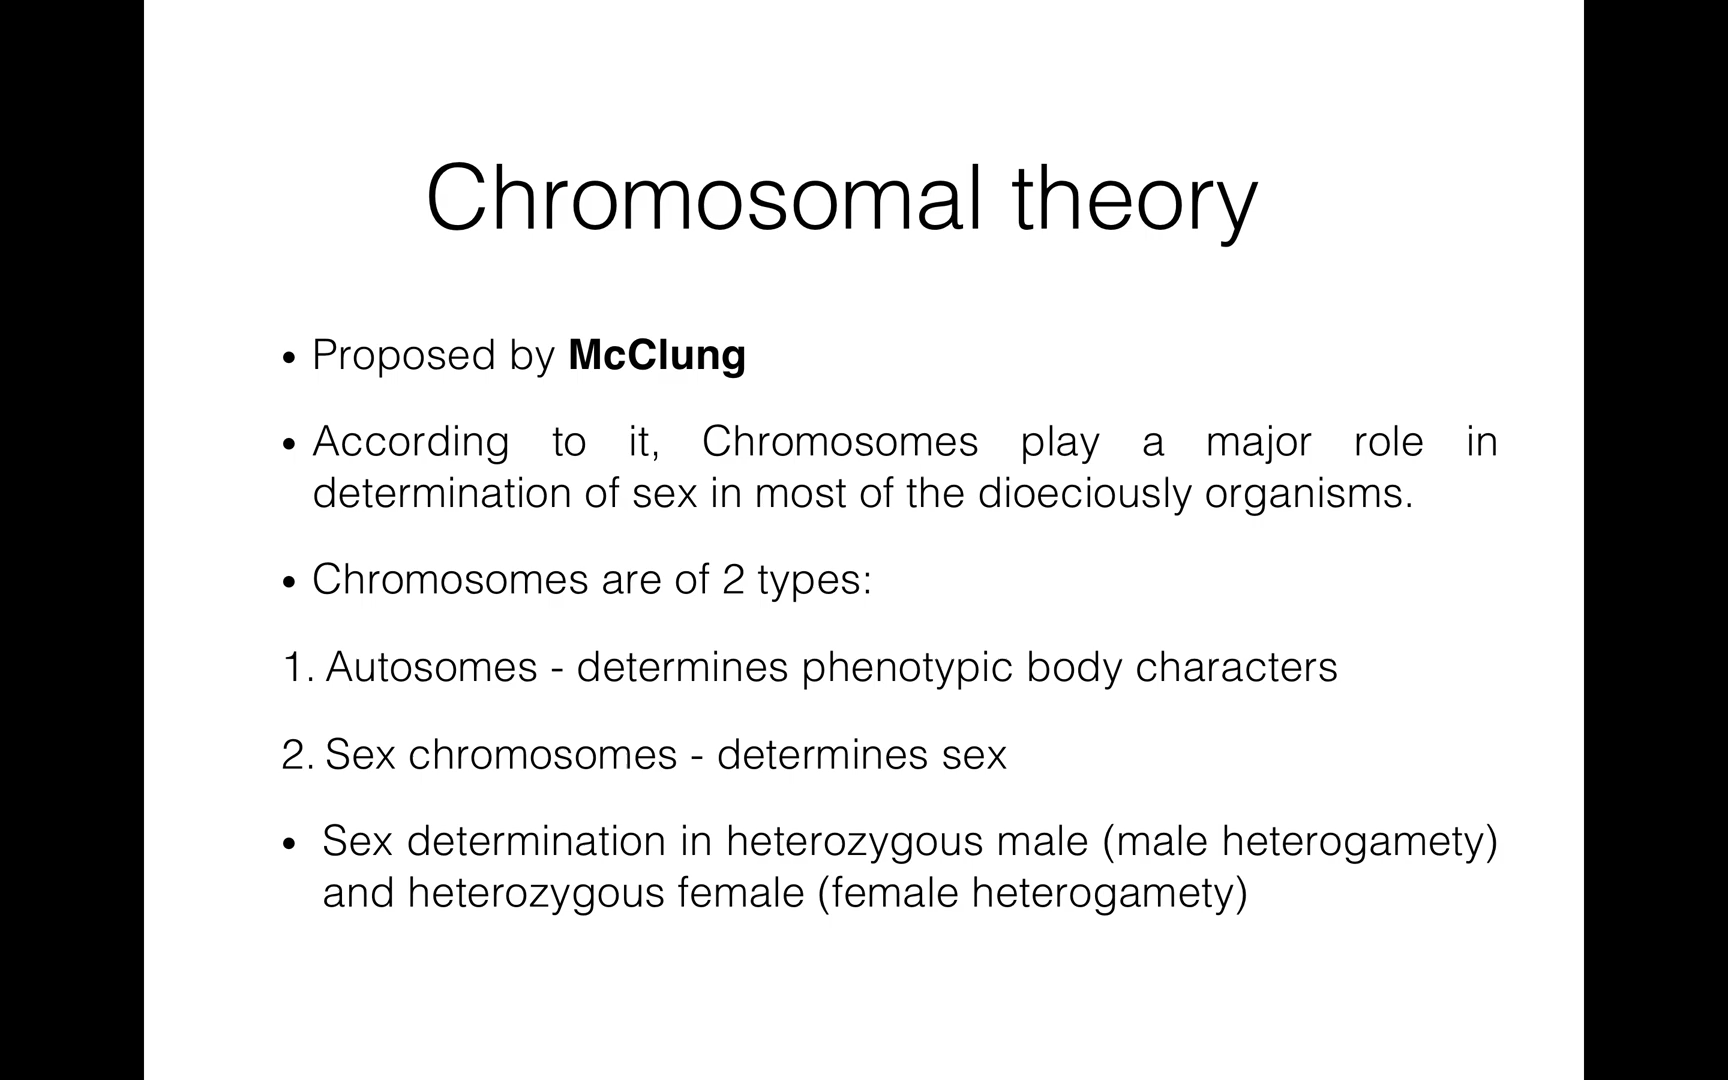 Chromosomal theory
• Proposed by McClung
• According to it, Chromosomes play a major role in
determination of sex in most of the dioeciously organisms.
• Chromosomes are of 2 types:
1. Autosomes - determines phenotypic body characters
2. Sex chromosomes - determines sex
• Sex determination in heterozygous male (male heterogamety)
and heterozygous female (female heterogamety)